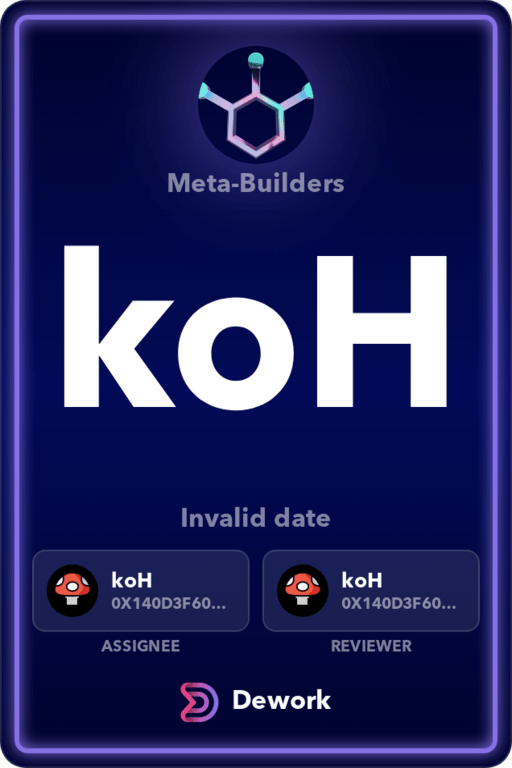 Meta-Builders
koH
Invalid date
koH
0X140D3F60...
ASSIGNEE
koH
0X140D3F60...
REVIEWER
Dework